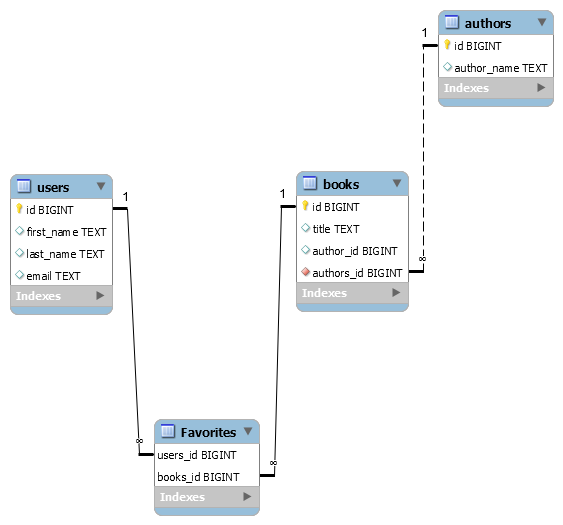 authors
1
id BIGINT
author_name TEXT
Indexes
users
1
id BIGINT
first_name TEXT
last_name TEXT
email TEXT
Indexes
books
1
id BIGINT
title TEXT
author_id BIGINT
authors_id BIGINT
∞
Indexes
Favorites
∞
users_id BIGINT
∞
books_id BIGINT
Indexes